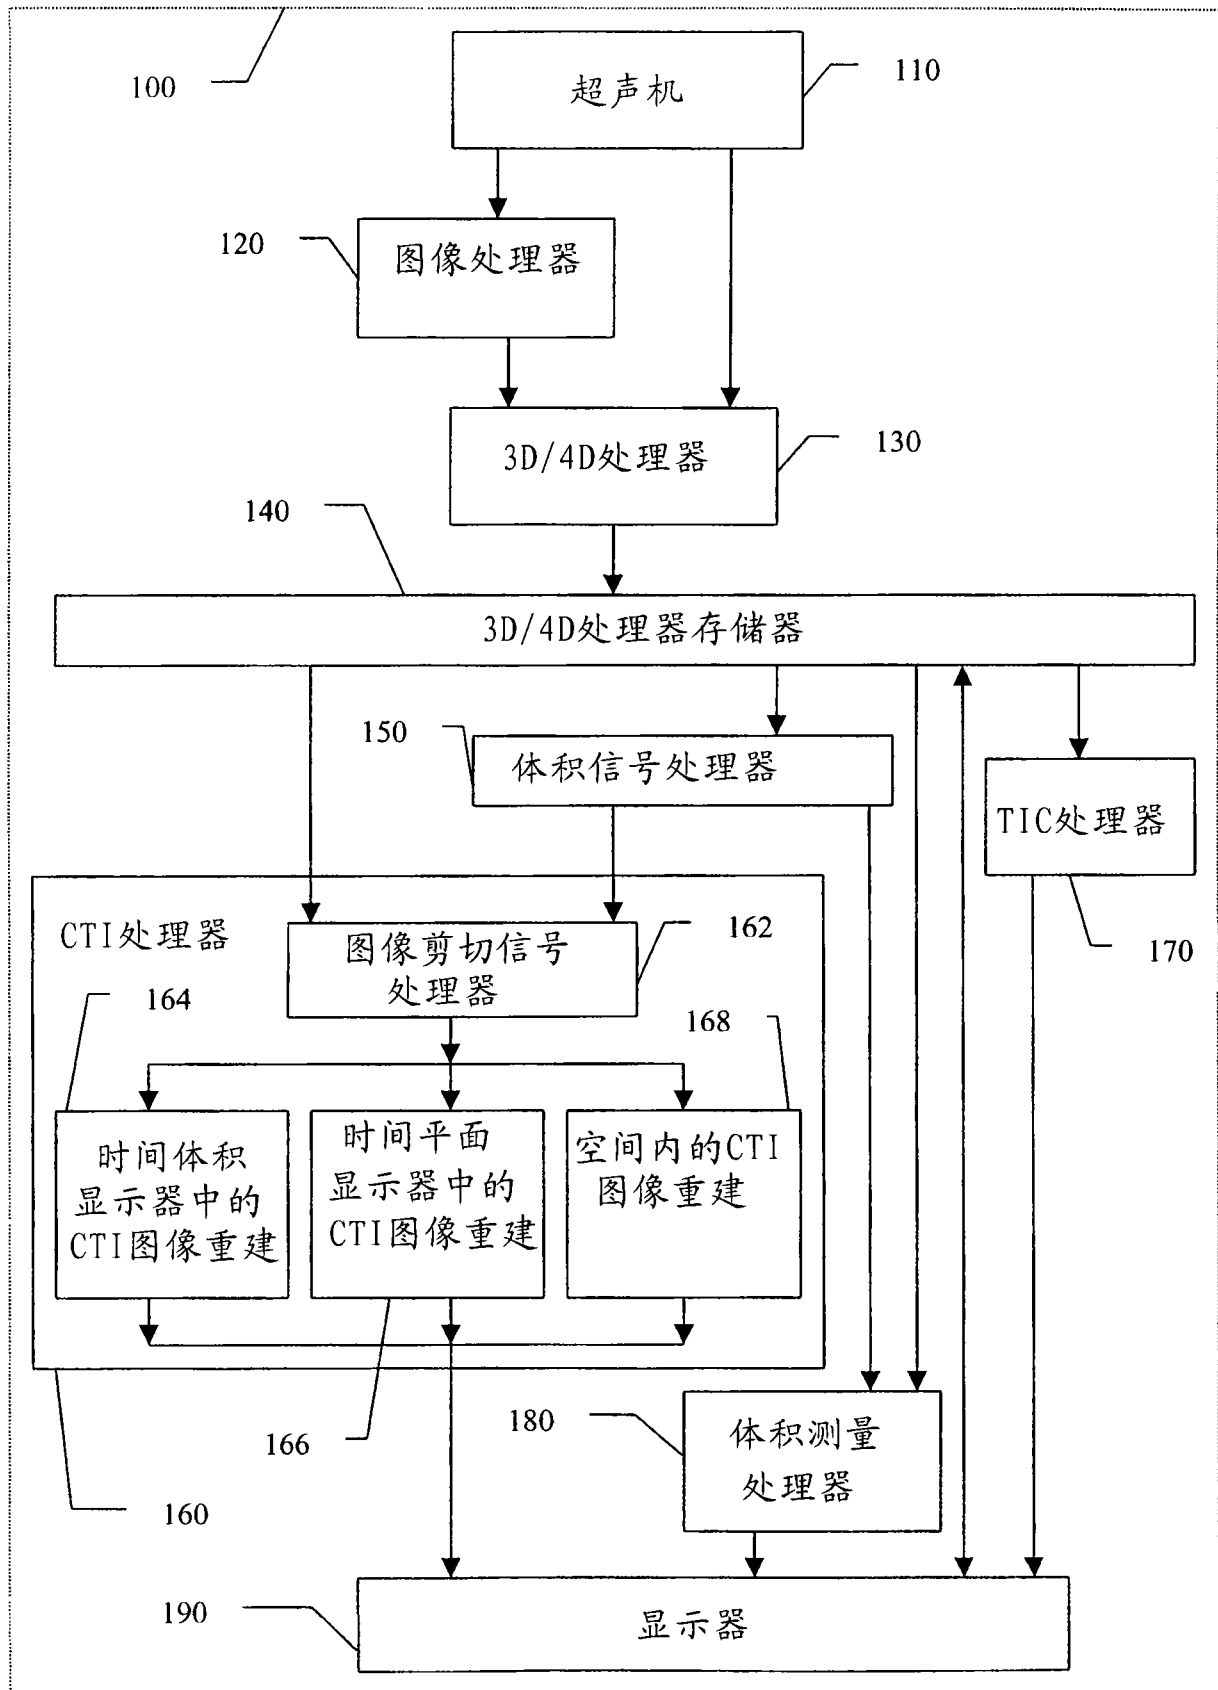 100
超声机
110
120
图像处理器
3D/4D处理器
130
140
3D/4D处理器存储器
150
体积信号处理器
TIC处理器
170
CTI处理器
图像剪切信号
处理器
162
164
168
时间体积
显示器中的
CTI图像重建
时间平面
显示器中的
CTI图像重建
空间内的CTI
图像重建
166
160
180
体积测量
处理器
190
显示器